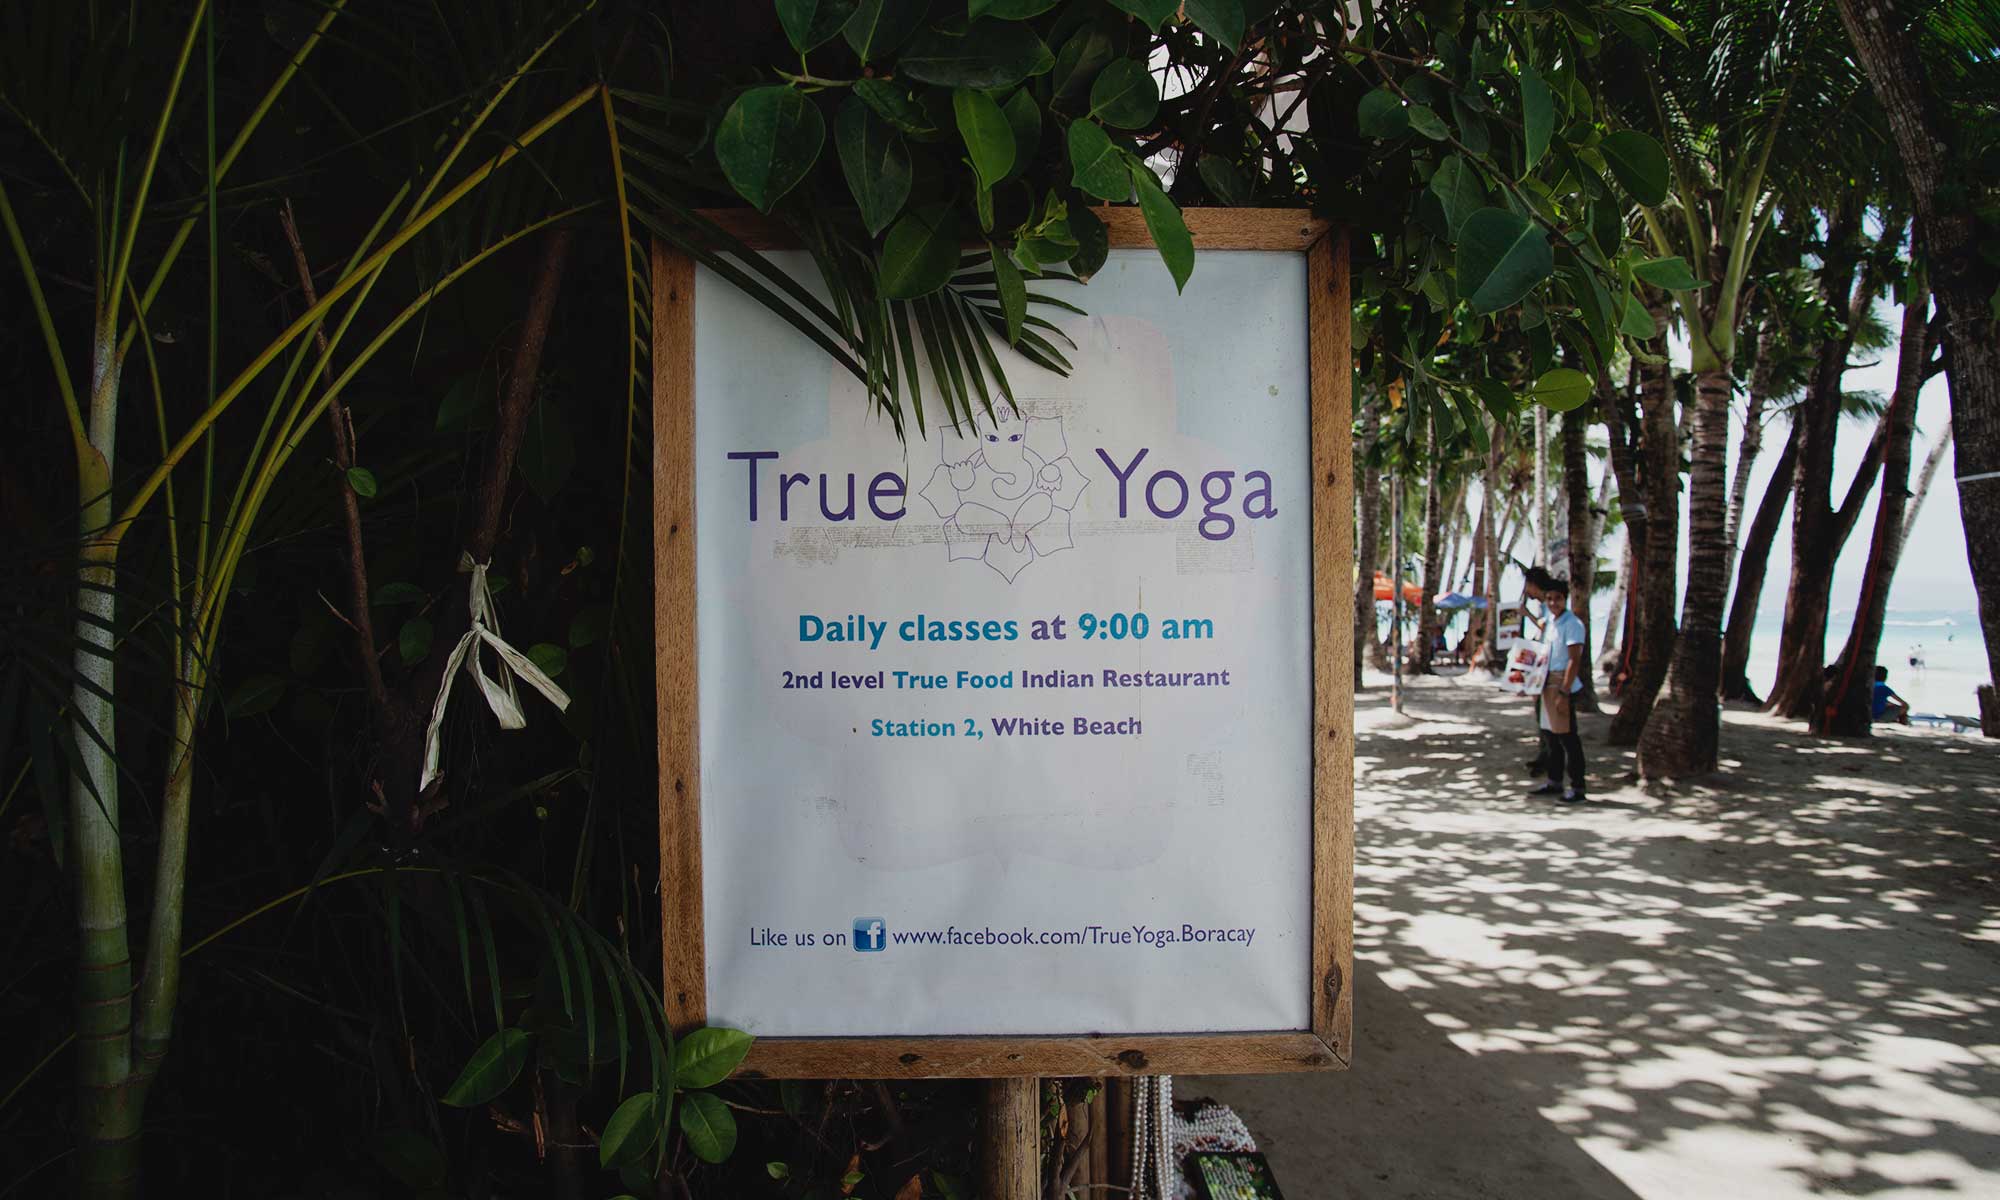 True Yoga
Daily classes at 9:00 am
2nd level True Food Indian Restaurant
Station 2, White Beach
Like us on f www.facebook.com/TrueYoga.Boracay